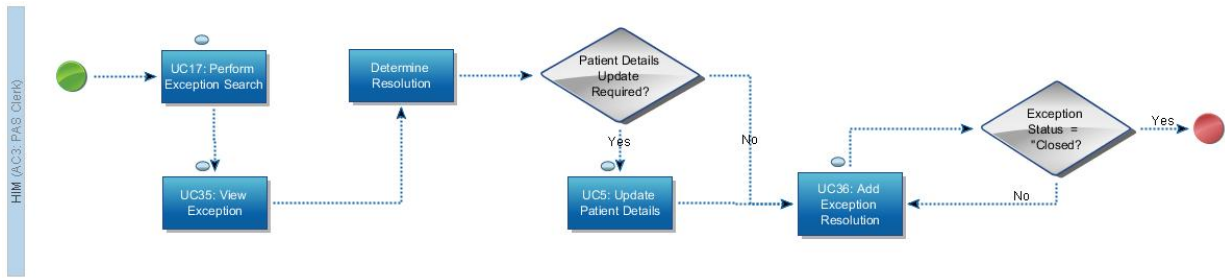 HIM (AC3: PAS Clerk)
UC17: Perform
Exception Search
UC35: View
Exception
Determine
Resolution
Patient Details
Update
Required?
Yes
No
UC5: Update
Patient Details
UC36: Add
Exception
Resolution
Exception
Status =
"Closed?
Yes
No